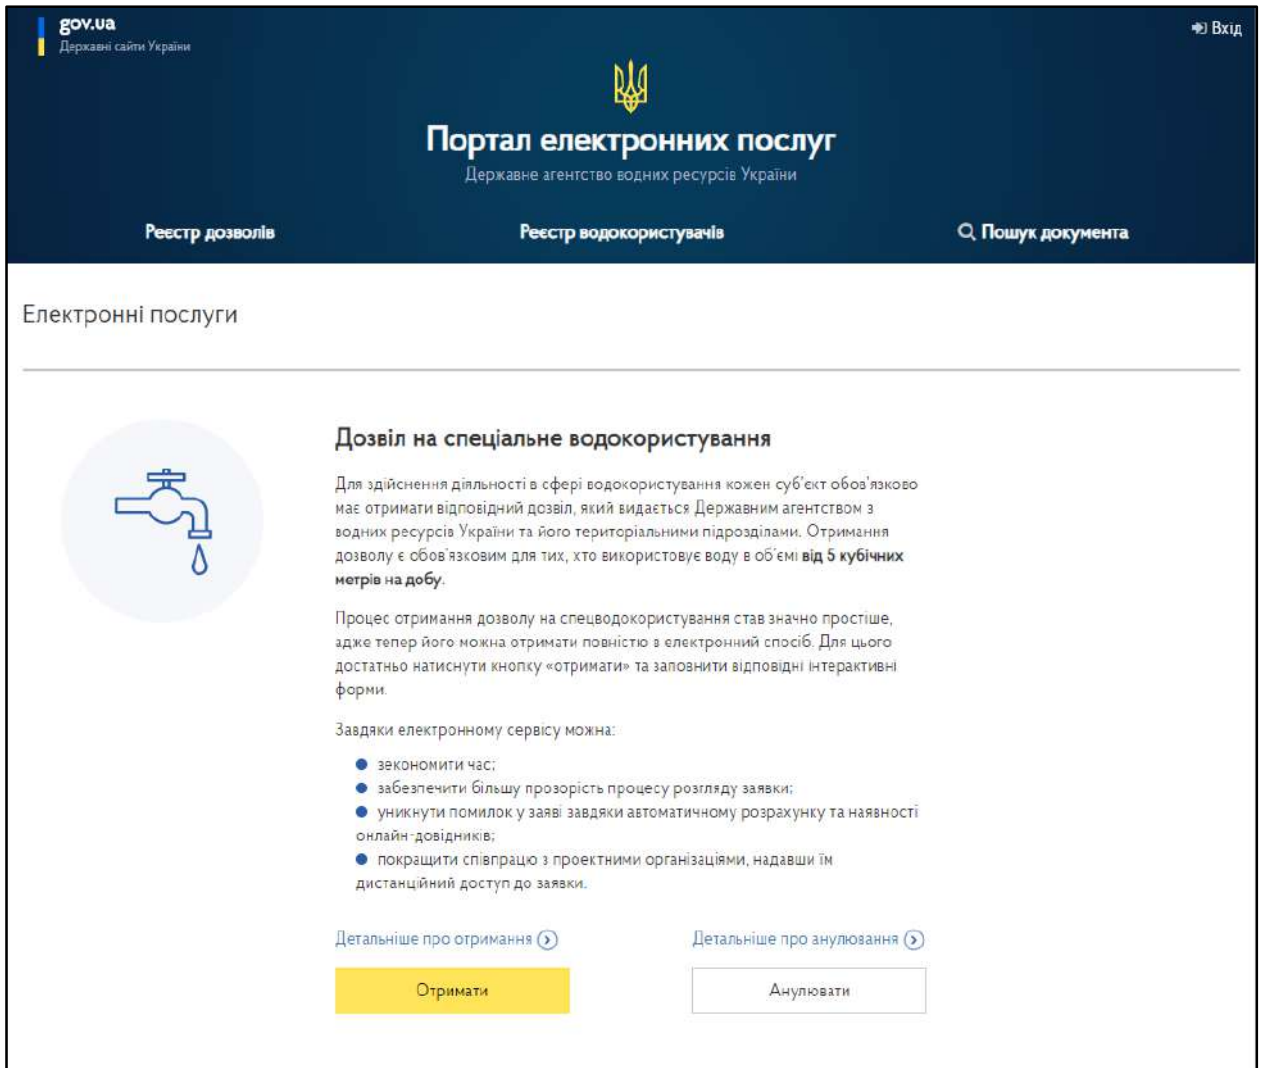 gov.ua
Державні сайти України
Вхід
Портал електронних послуг
Державне агентство водних ресурсів України
Реєстр дозволів
Реєстр водокористувачів
Пошук документа
Електронні послуги
Дозвіл на спеціальне водокористування
Для здійснення діяльності в сфері водокористування кожен суб'єкт обов'язково
має отримати відповідний дозвіл, який видається Державним агентством з
водних ресурсів України та його територіальними підрозділами. Отримання
дозволу є обов'язковим для тих, хто використовує воду в об'ємі від 5 кубічних
метрів на добу.
Процес отримання дозволу на спецводокористування став значно простіше,
адже тепер його можна отримати повністю в електронний спосіб. Для цього
достатньо натиснути кнопку «отримати» та заповнити відповідні інтерактивні
форми.
Завдяки електронному сервісу можна:
зекономити час;
забезпечити більшу прозорість процесу розгляду заявки;
уникнути помилок у заяві завдяки автоматичному розрахунку та наявності
онлайн-довідників;
покращити співпрацю з проектними організаціями, надавши їм
дистанційний доступ до заявки.
Детальніше про отримання
Детальніше про анулювання
Отримати
Анулювати